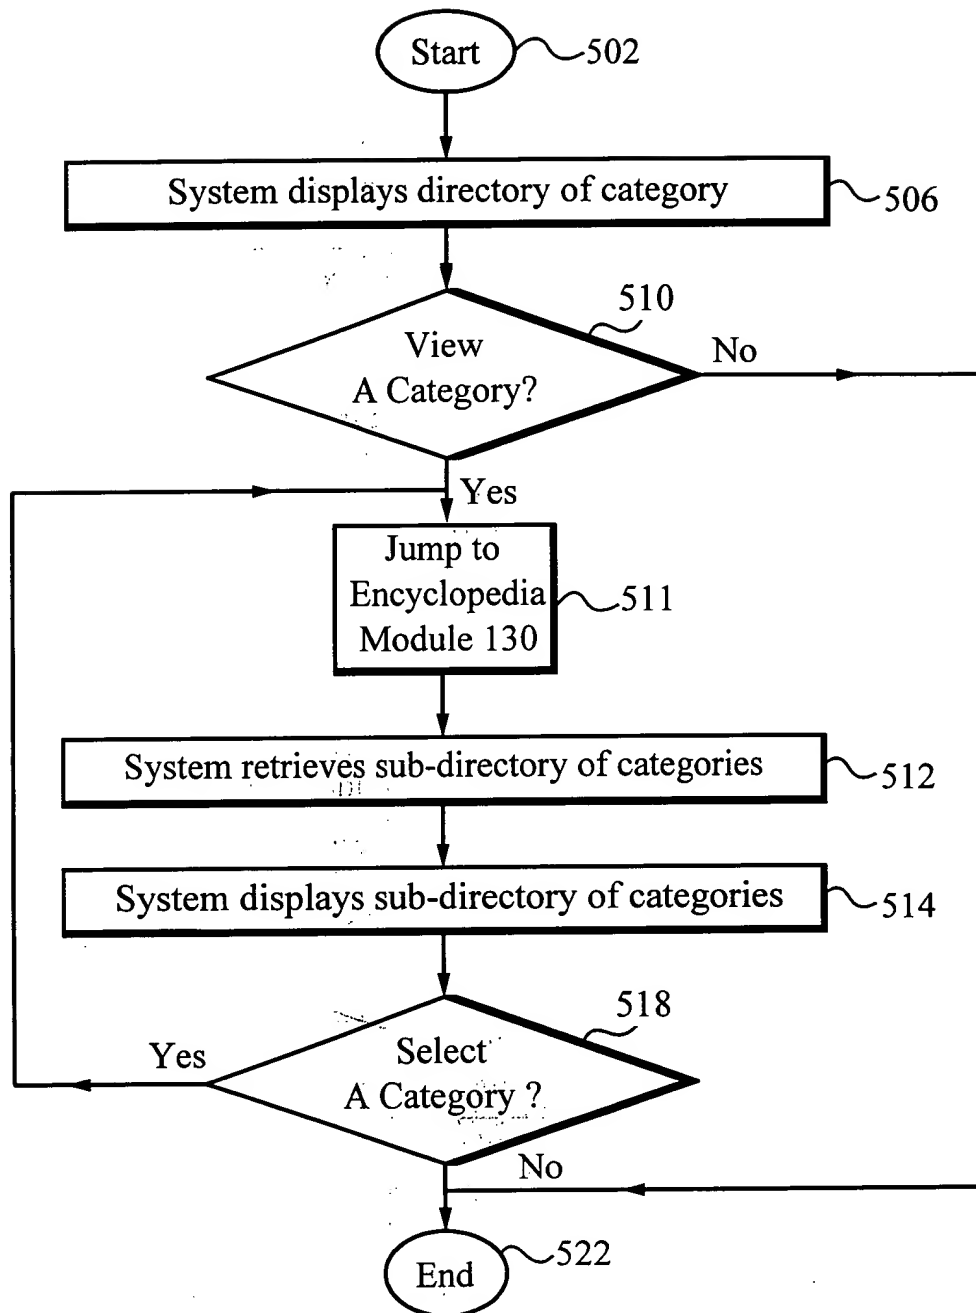 Start
502
System displays directory of category
506
510
View
A Category?
No
Yes
Jump to
Encyclopedia
Module 130
511
System retrieves sub-directory of categories
512
System displays sub-directory of categories
514
518
Yes
Select
A Category ?
No
End
522